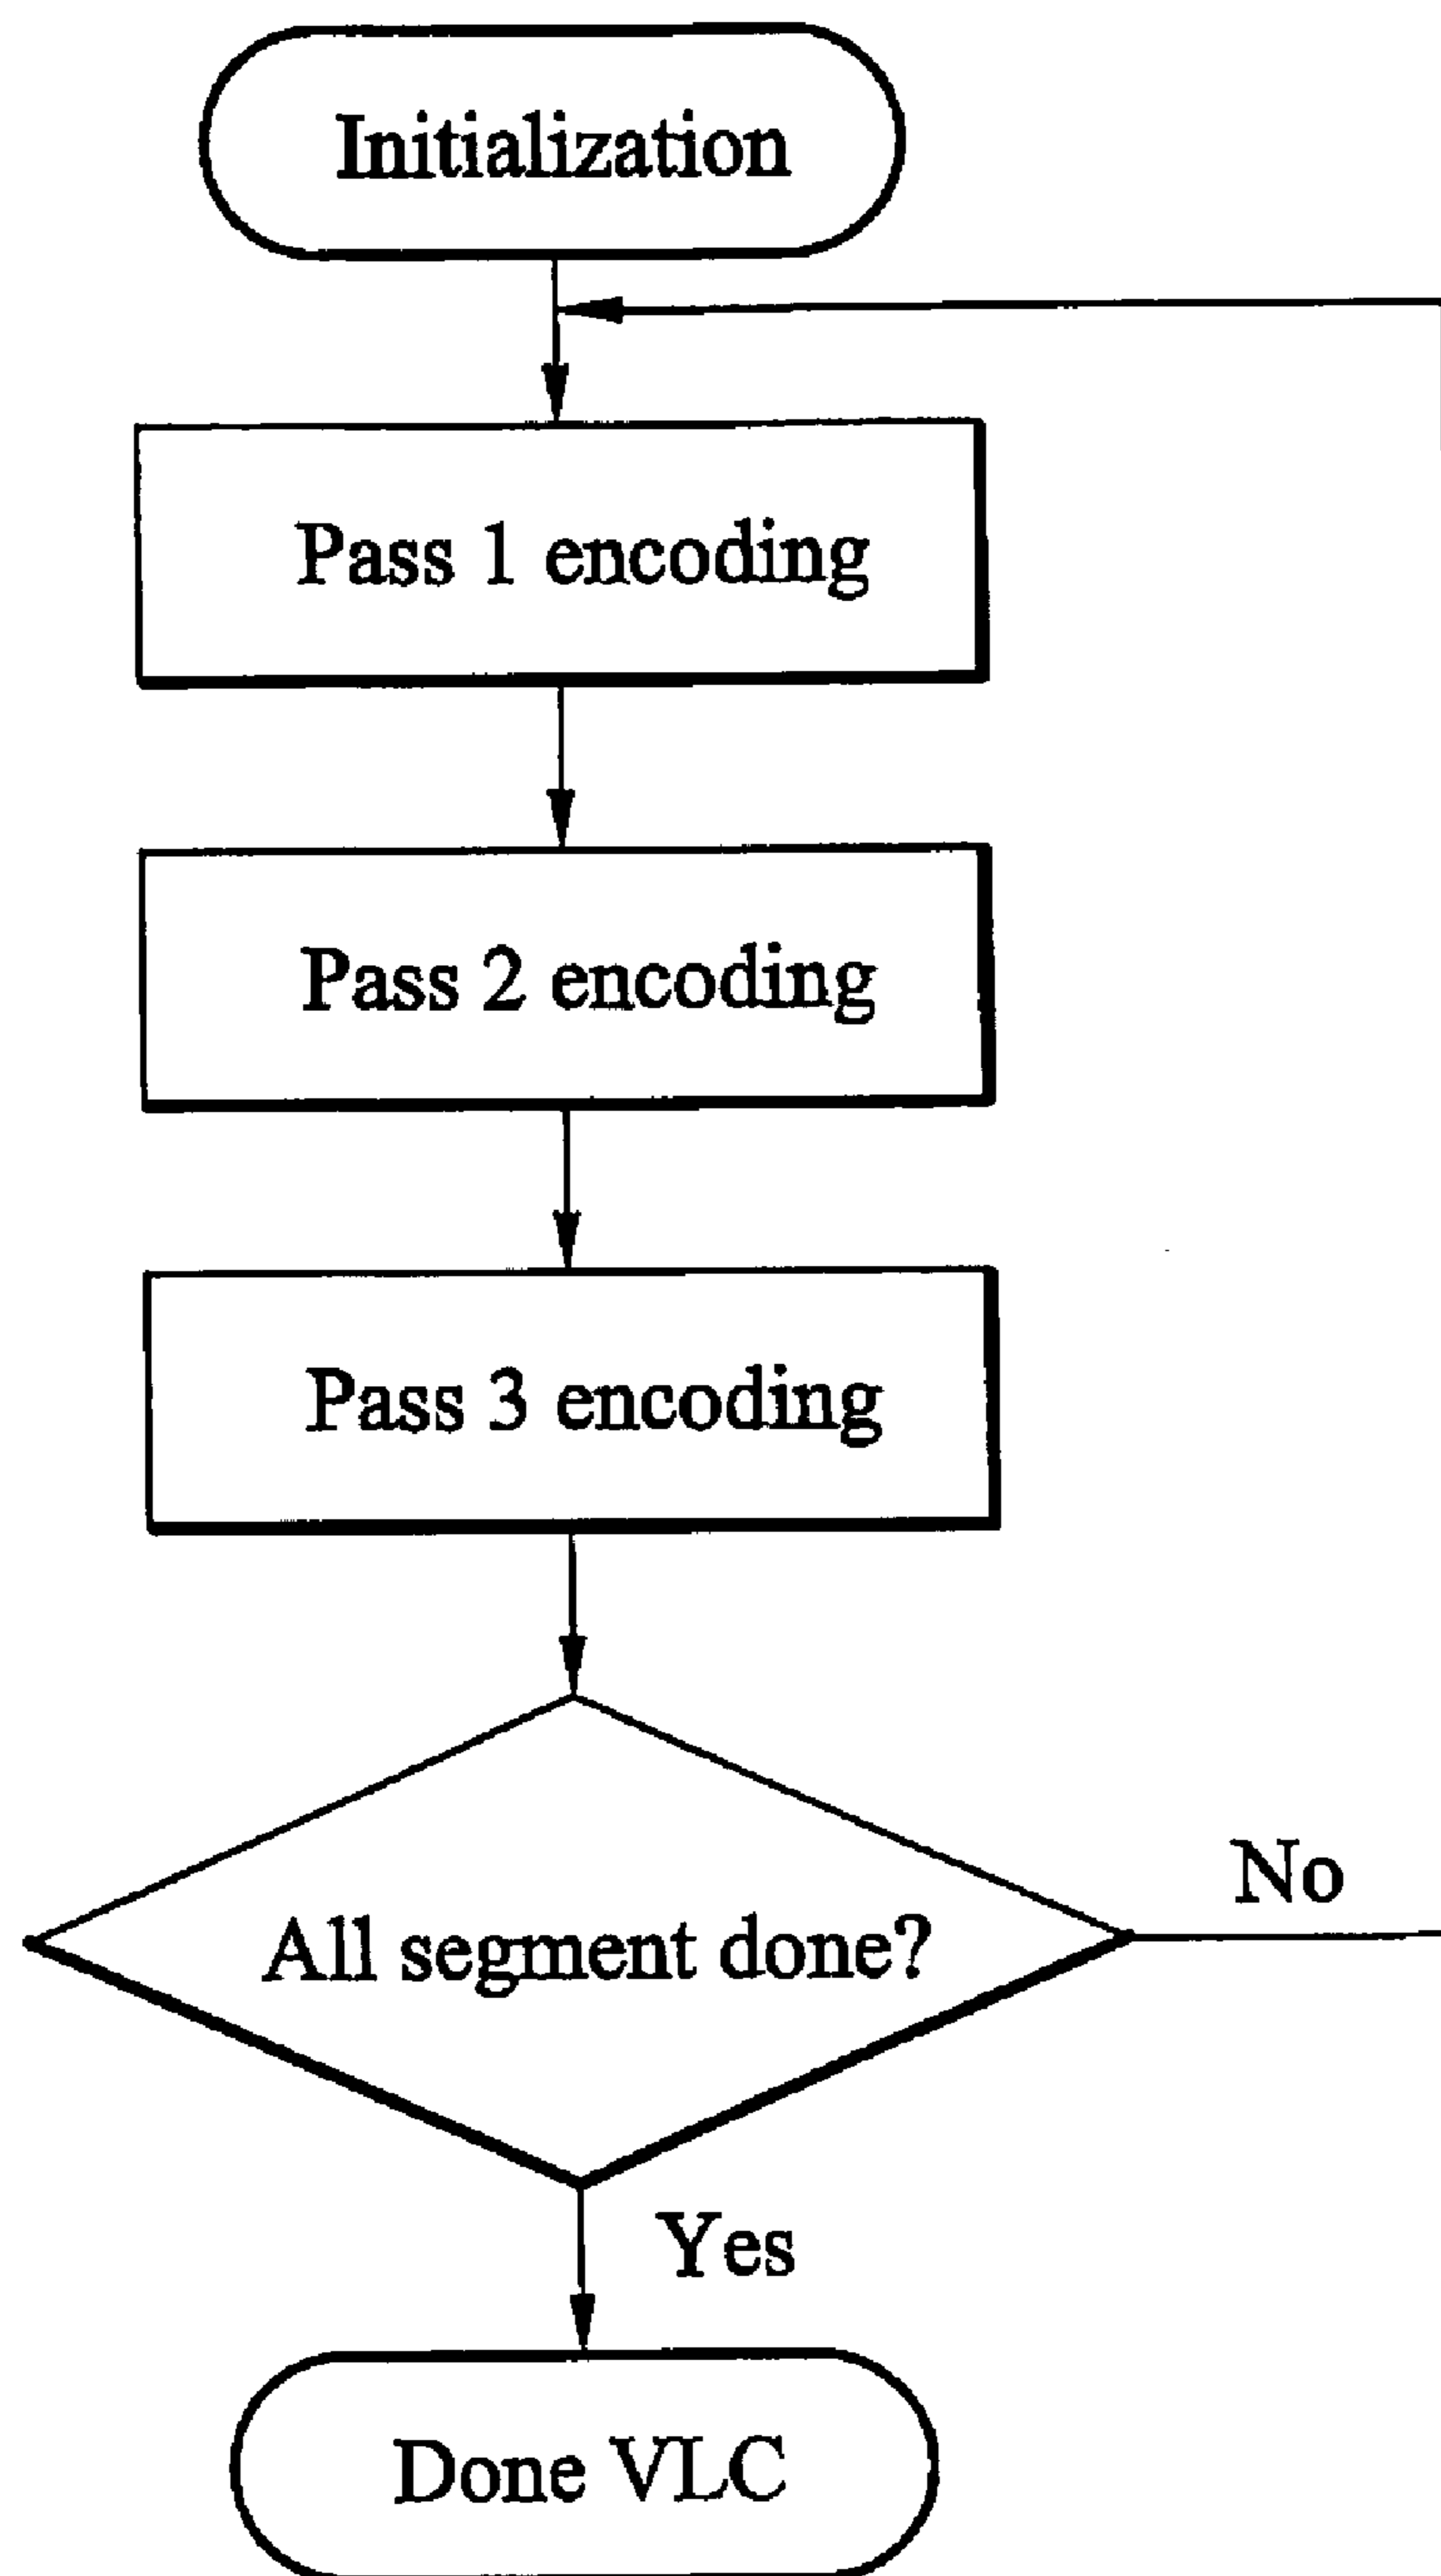 Initialization
Pass 1 encoding
Pass 2 encoding
Pass 3 encoding
All segment done?
No
Yes
Done VLC